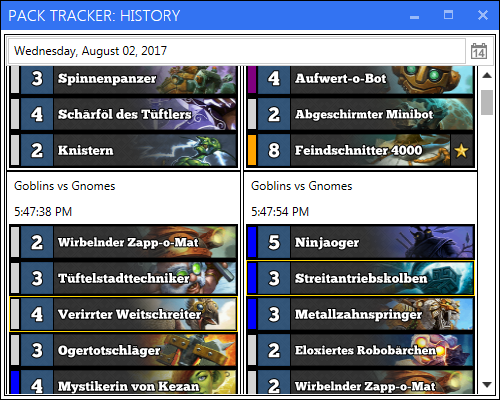 PACK TRACKER: HISTORY
Wednesday, August 02, 2017
14
3 Spinnenpanzer
4 Schärföl des Tüftlers
2 Knistern
4 Aufwert-o-Bot
2 Abgeschirmter Minibot
8 Feindschnitter 4000
Goblins vs Gnomes
5:47:38 PM
2 Wirbelnder Zapp-o-Mat
3 Tüftelstadttechniker
4 Verirrter Weitschreiter
3 Ogertotschläger
4 Mystikerin von Kezan
Goblins vs Gnomes
5:47:54 PM
5 Ninjaoger
3 Streitantriebskolben
3 Metallzahnspringer
2 Eloxiertes Robobärchen
2 Wirbelnder Zapp-o-Mat